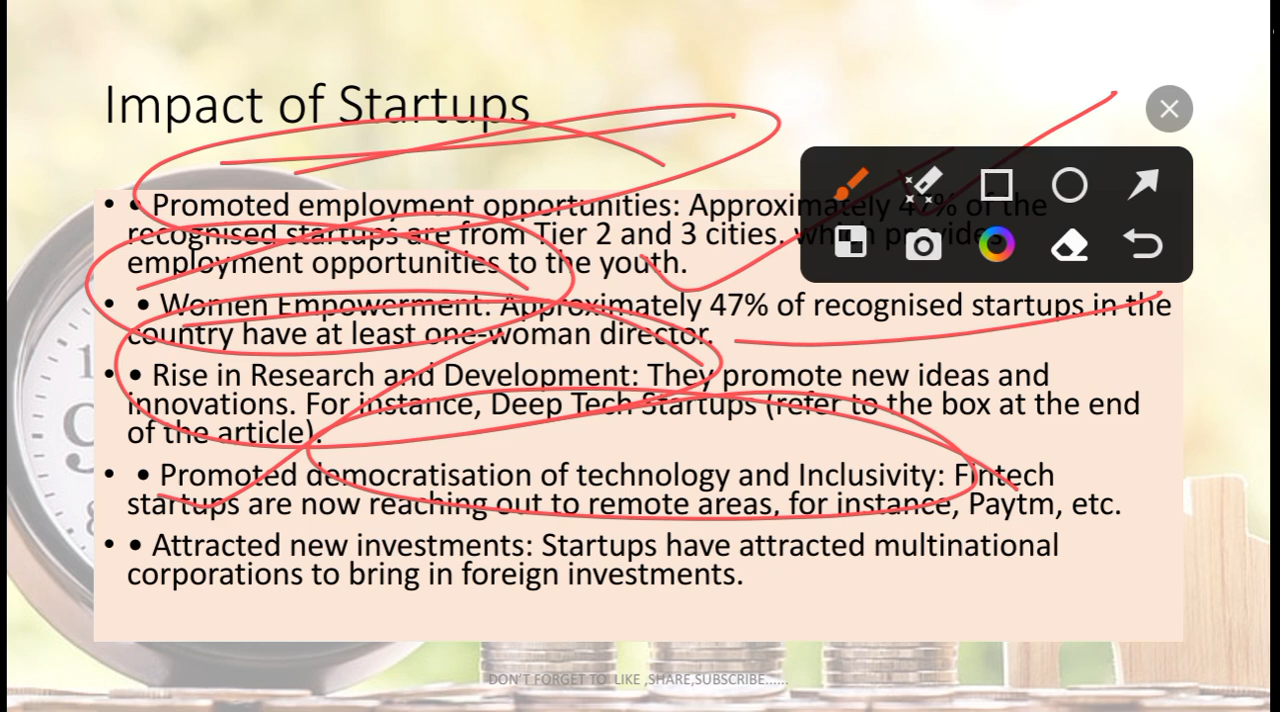 Impact of Startups
• • Promoted employment opportunities: Approximately 47% of the
recognised startups are from Tier 2 and 3 cities. which provides
employment opportunities to the youth.
• • Women Empowerment: Approximately 47% of recognised startups in the
country have at least one-woman director.
• • Rise in Research and Development: They promote new ideas and
innovations. For instance, Deep Tech Startups (refer to the box at the end
of the article).
• • Promoted democratisation of technology and Inclusivity: Fintech
startups are now reaching out to remote areas, for instance, Paytm, etc.
• • Attracted new investments: Startups have attracted multinational
corporations to bring in foreign investments.
DON'T FORGET TO LIKE ,SHARE,SUBSCRIBE......